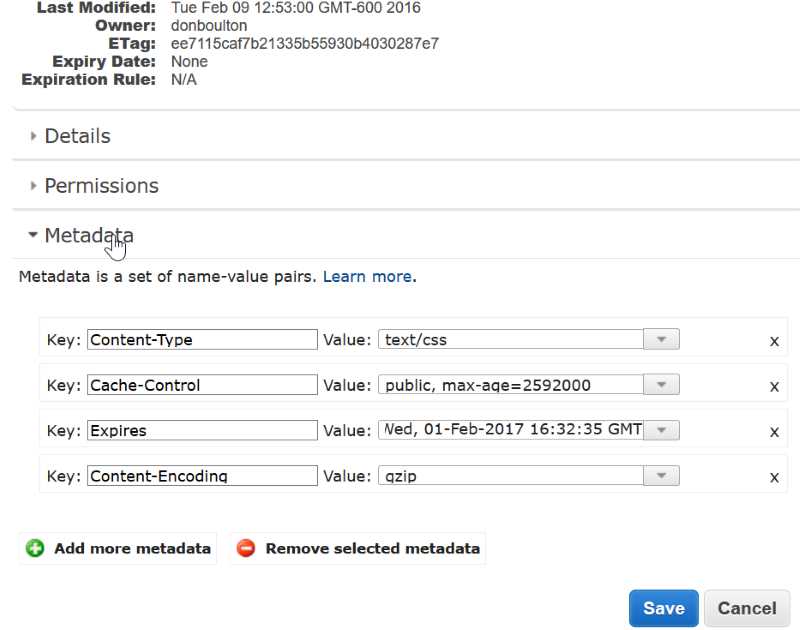 Last Modified: Tue Feb 09 12:53:00 GMT-600 2016
Owner: donboulton
ETag: ee7115caf7b21335b55930b4030287e7
Expiry Date: None
Expiration Rule: N/A
Details
Permissions
Metadata
Metadata is a set of name-value pairs. Learn more.
Key: Content-Type Value: text/css x
Key: Cache-Control Value: public, max-age=2592000 x
Key: Expires Value: Wed, 01-Feb-2017 16:32:35 GMT x
Key: Content-Encoding Value: gzip x
Add more metadata Remove selected metadata
Save Cancel